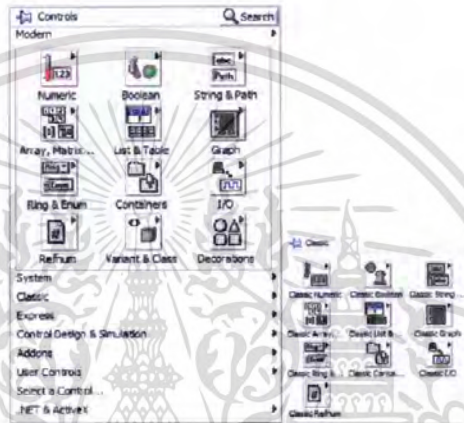 Controls Search
Modern
Numeric Boolean String & Path
Array, Matrix... List & Table Graph
Ring & Enum Containers I/O
Refnum Variant & Class Decorations
System
Classic
Express
Control Design & Simulation
Addons
User Controls
Select a Control...
.NET & ActiveX
Classic
Classic Numeric Classic Boolean Classic String ...
Classic Array... Classic List &... Classic Graph
Classic Ring &... Classic Contai... Classic I/O
Classic Refnum